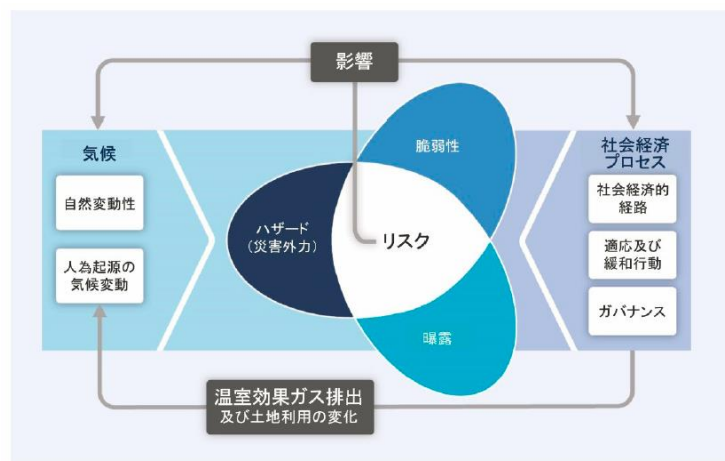 影響
気候
自然変動性
人為起源の
気候変動
ハザード
(災害外力)
脆弱性
リスク
曝露
社会経済
プロセス
社会経済的
経路
適応及び
緩和行動
ガバナンス
温室効果ガス排出
及び土地利用の変化